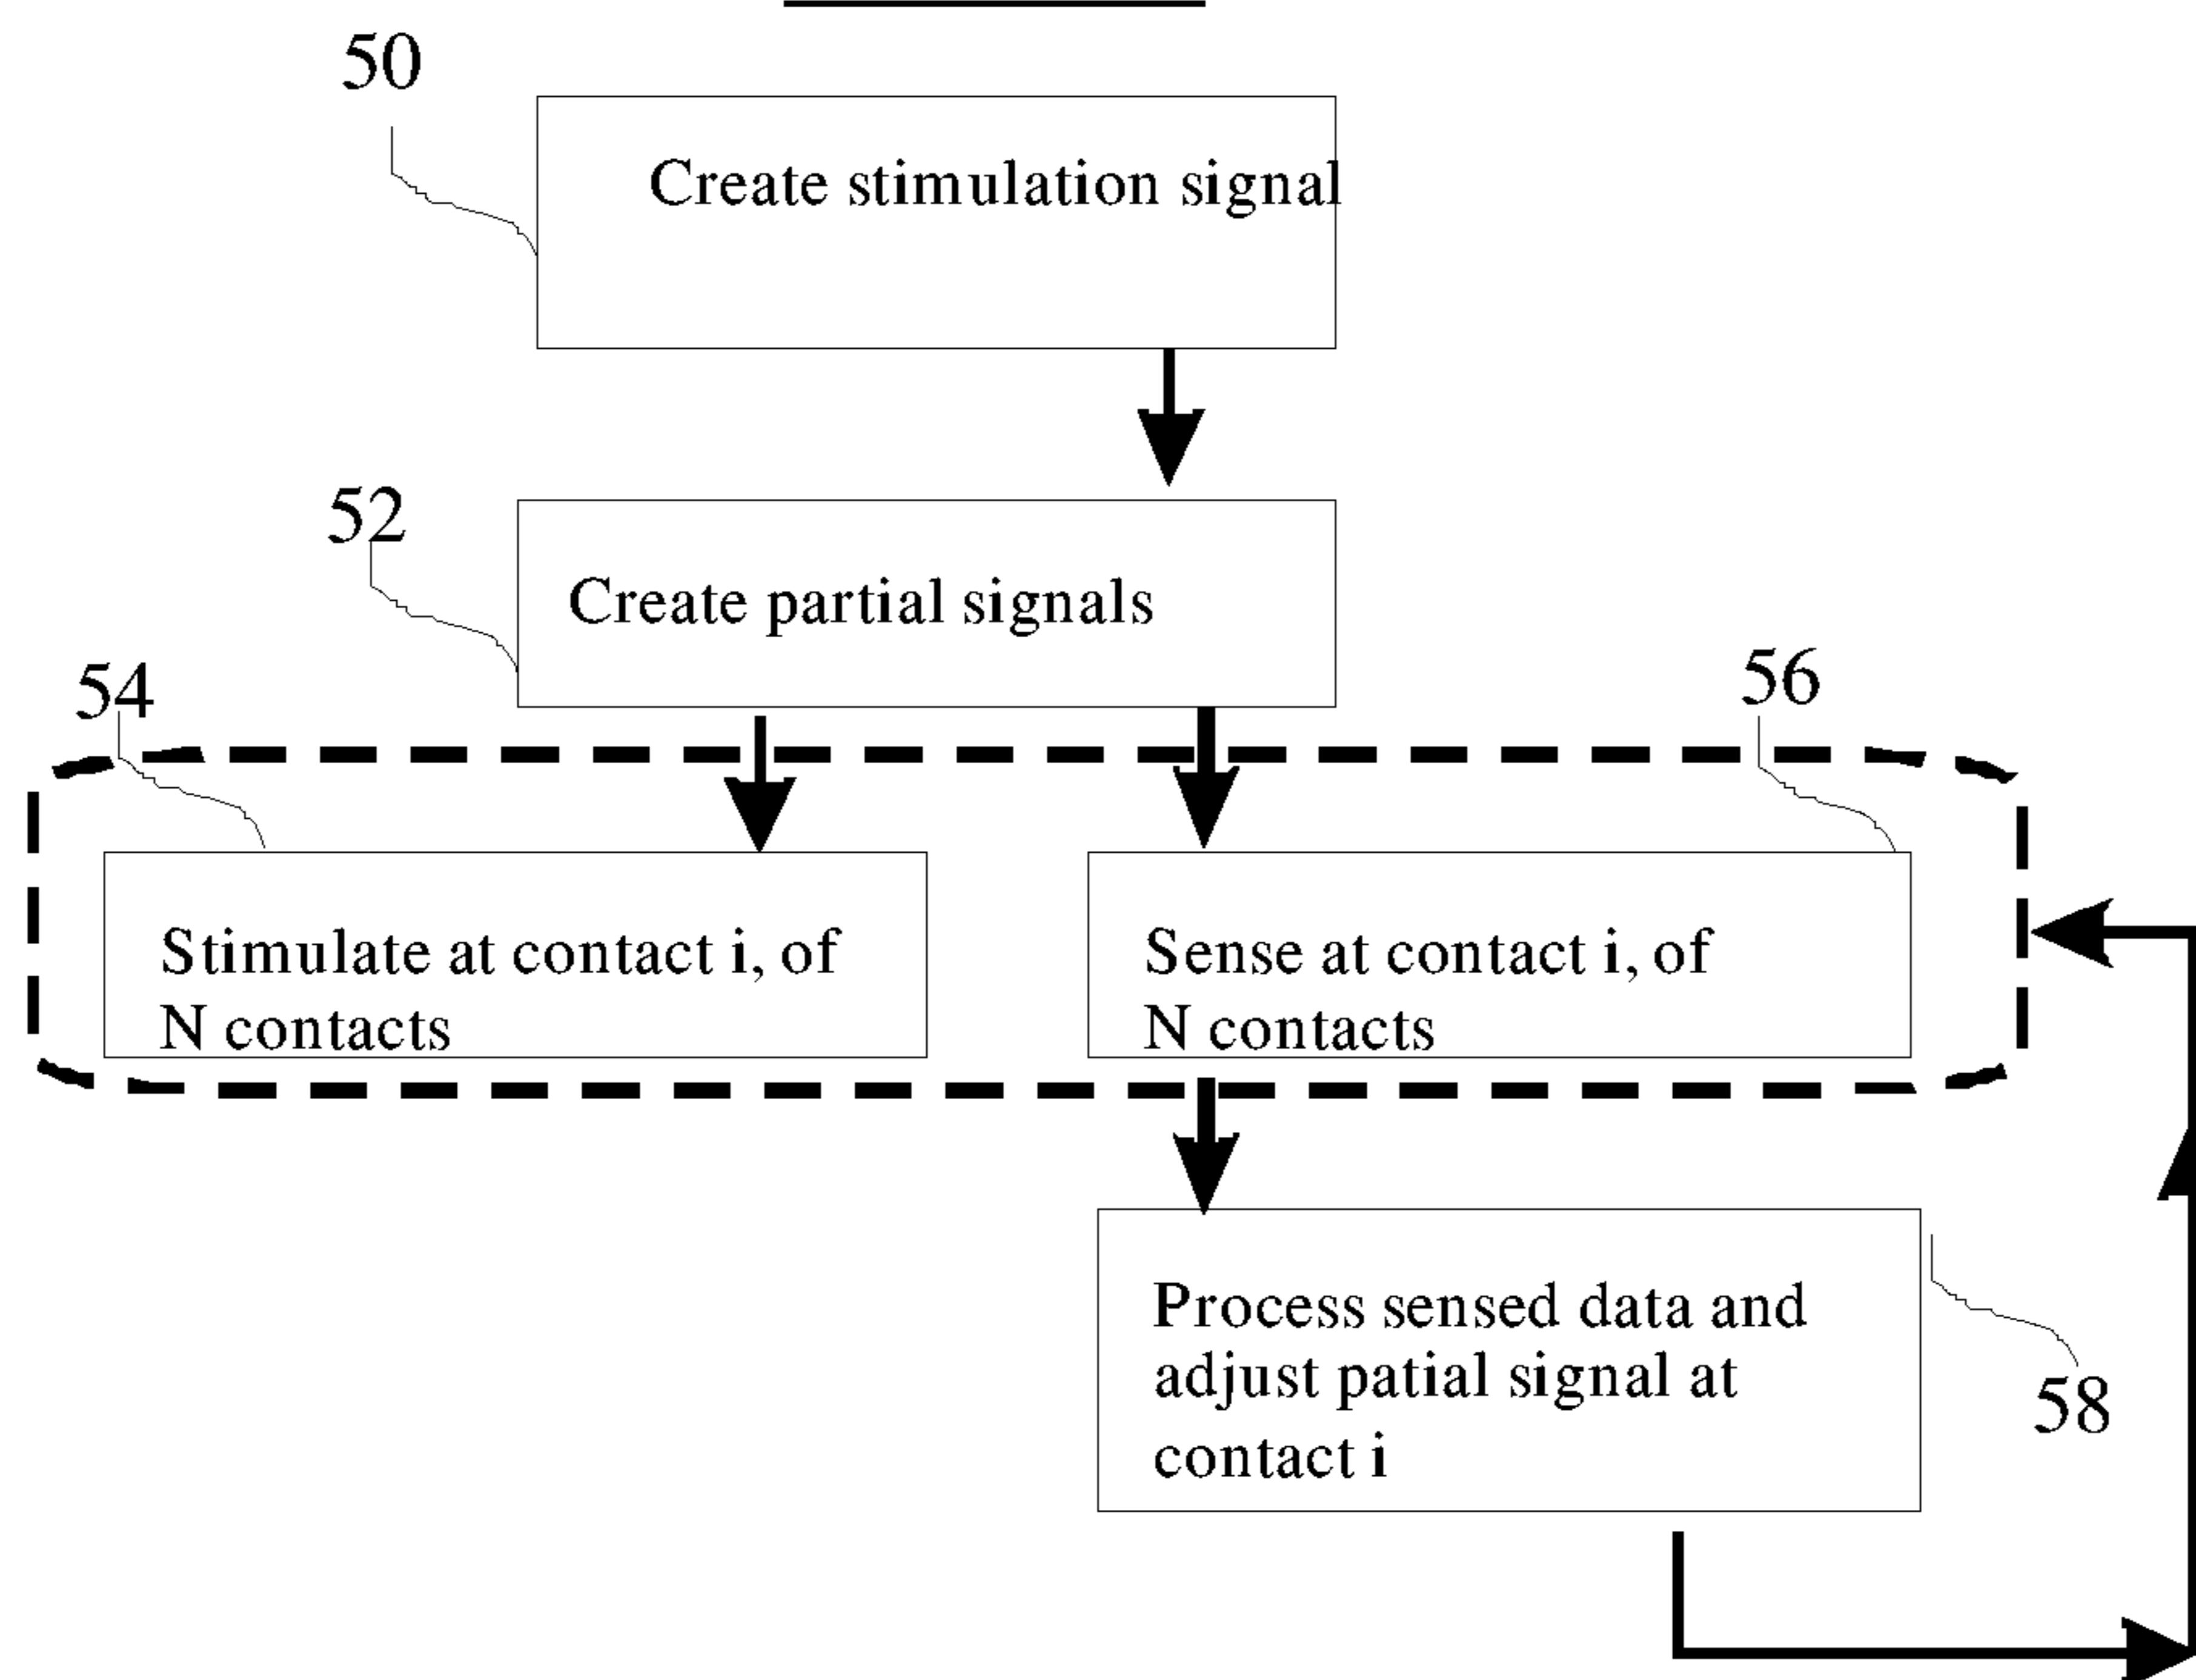 50
Create stimulation signal
52
Create partial signals
54
56
Stimulate at contact i, of
N contacts
Sense at contact i, of
N contacts
Process sensed data and
adjust patial signal at
contact i
58